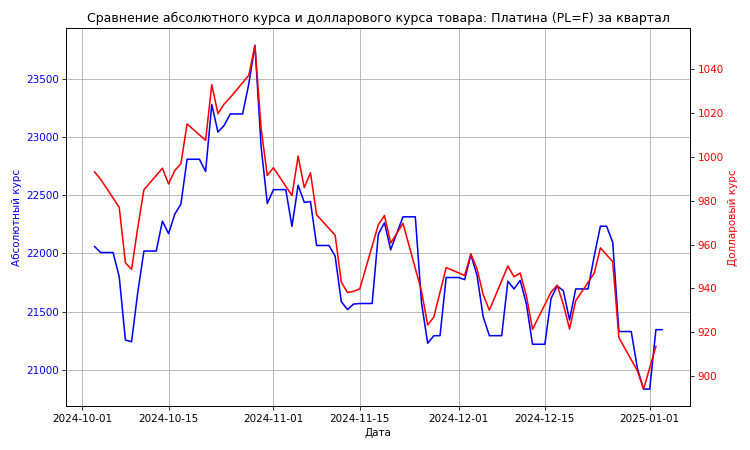 Сравнение абсолютного курса и долларового курса товара: Платина (PL=F) за квартал
23500
23000
22500
22000
21500
21000
Абсолютный курс
1040
1020
1000
980
960
940
920
900
Долларовый курс
2024-10-01 2024-10-15 2024-11-01 2024-11-15 2024-12-01 2024-12-15 2025-01-01
Дата